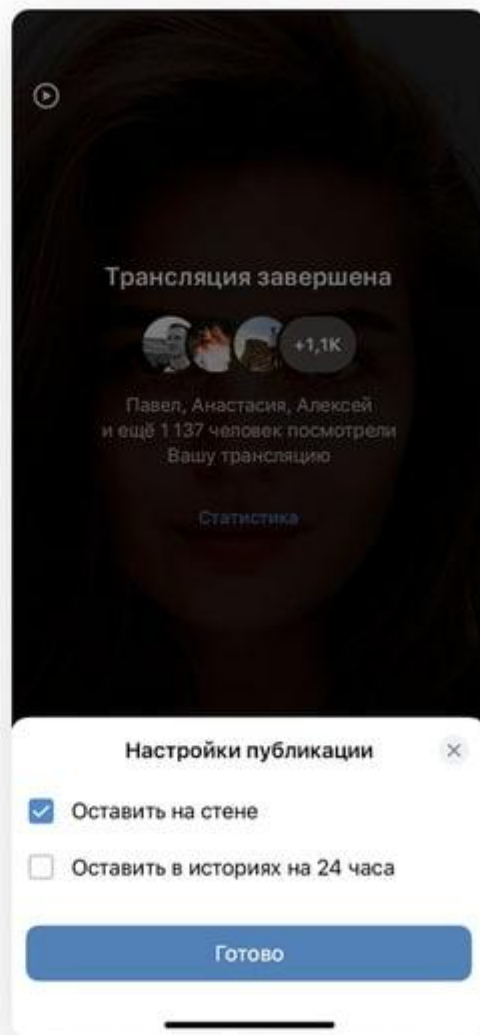 Трансляция завершена
+1,1К
Павел, Анастасия, Алексей
и ещё 1 137 человек посмотрели
Вашу трансляцию
Статистика
Настройки публикации
Оставить на стене
Оставить в историях на 24 часа
Готово